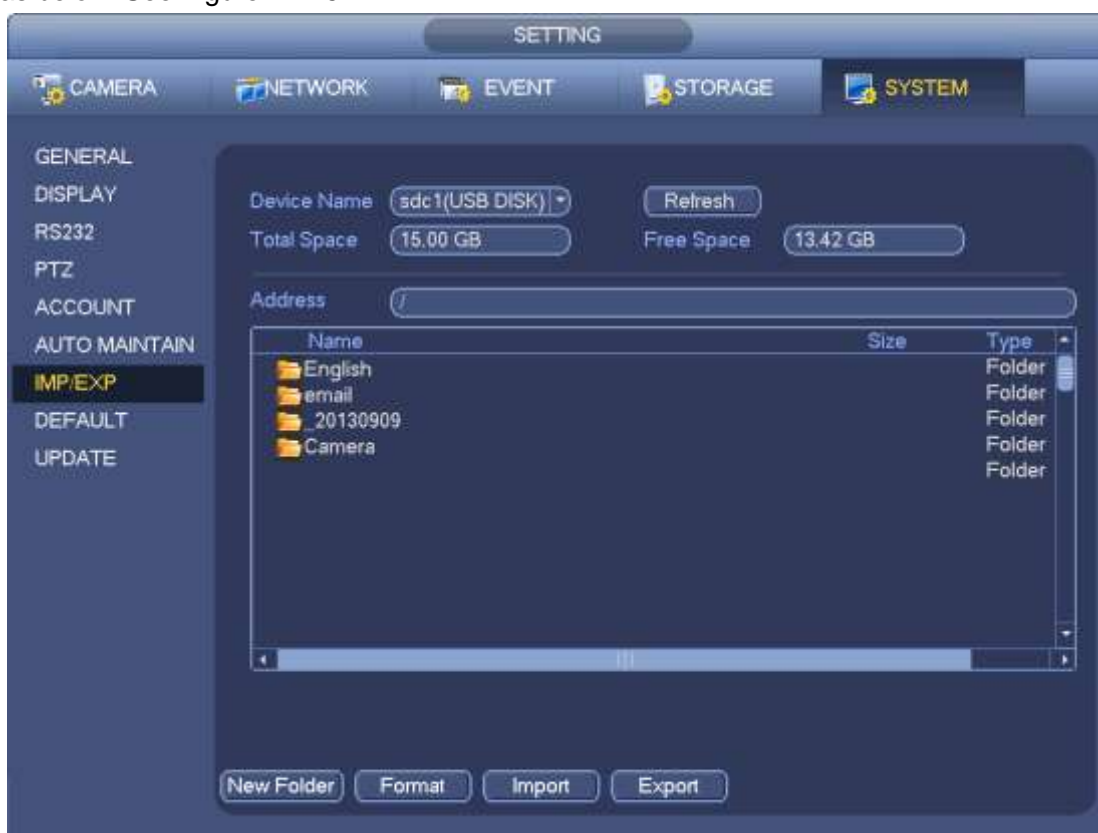 SETTING
CAMERA NETWORK EVENT STORAGE SYSTEM
GENERAL
DISPLAY
RS232
PTZ
ACCOUNT
AUTO MAINTAIN
IMP/EXP
DEFAULT
UPDATE
Device Name sdc1(USB DISK) Refresh
Total Space 15.00 GB Free Space 13.42 GB
Address /
Name Size Type
English Folder
email Folder
_20130909 Folder
Camera Folder
Folder
New Folder Format Import Export